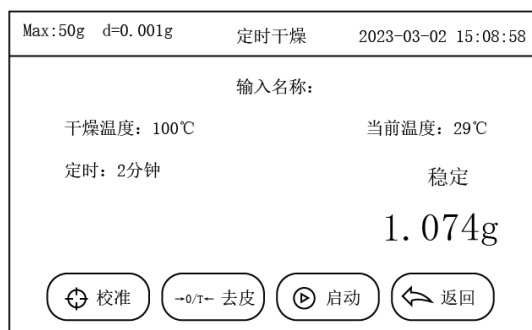 Max:50g d=0.001g 定时干燥 2023-03-02 15:08:58
输入名称:
干燥温度: 100℃ 当前温度: 29℃
定时: 2分钟 稳定
1.074g
校准 →0/T← 去皮 启动 返回